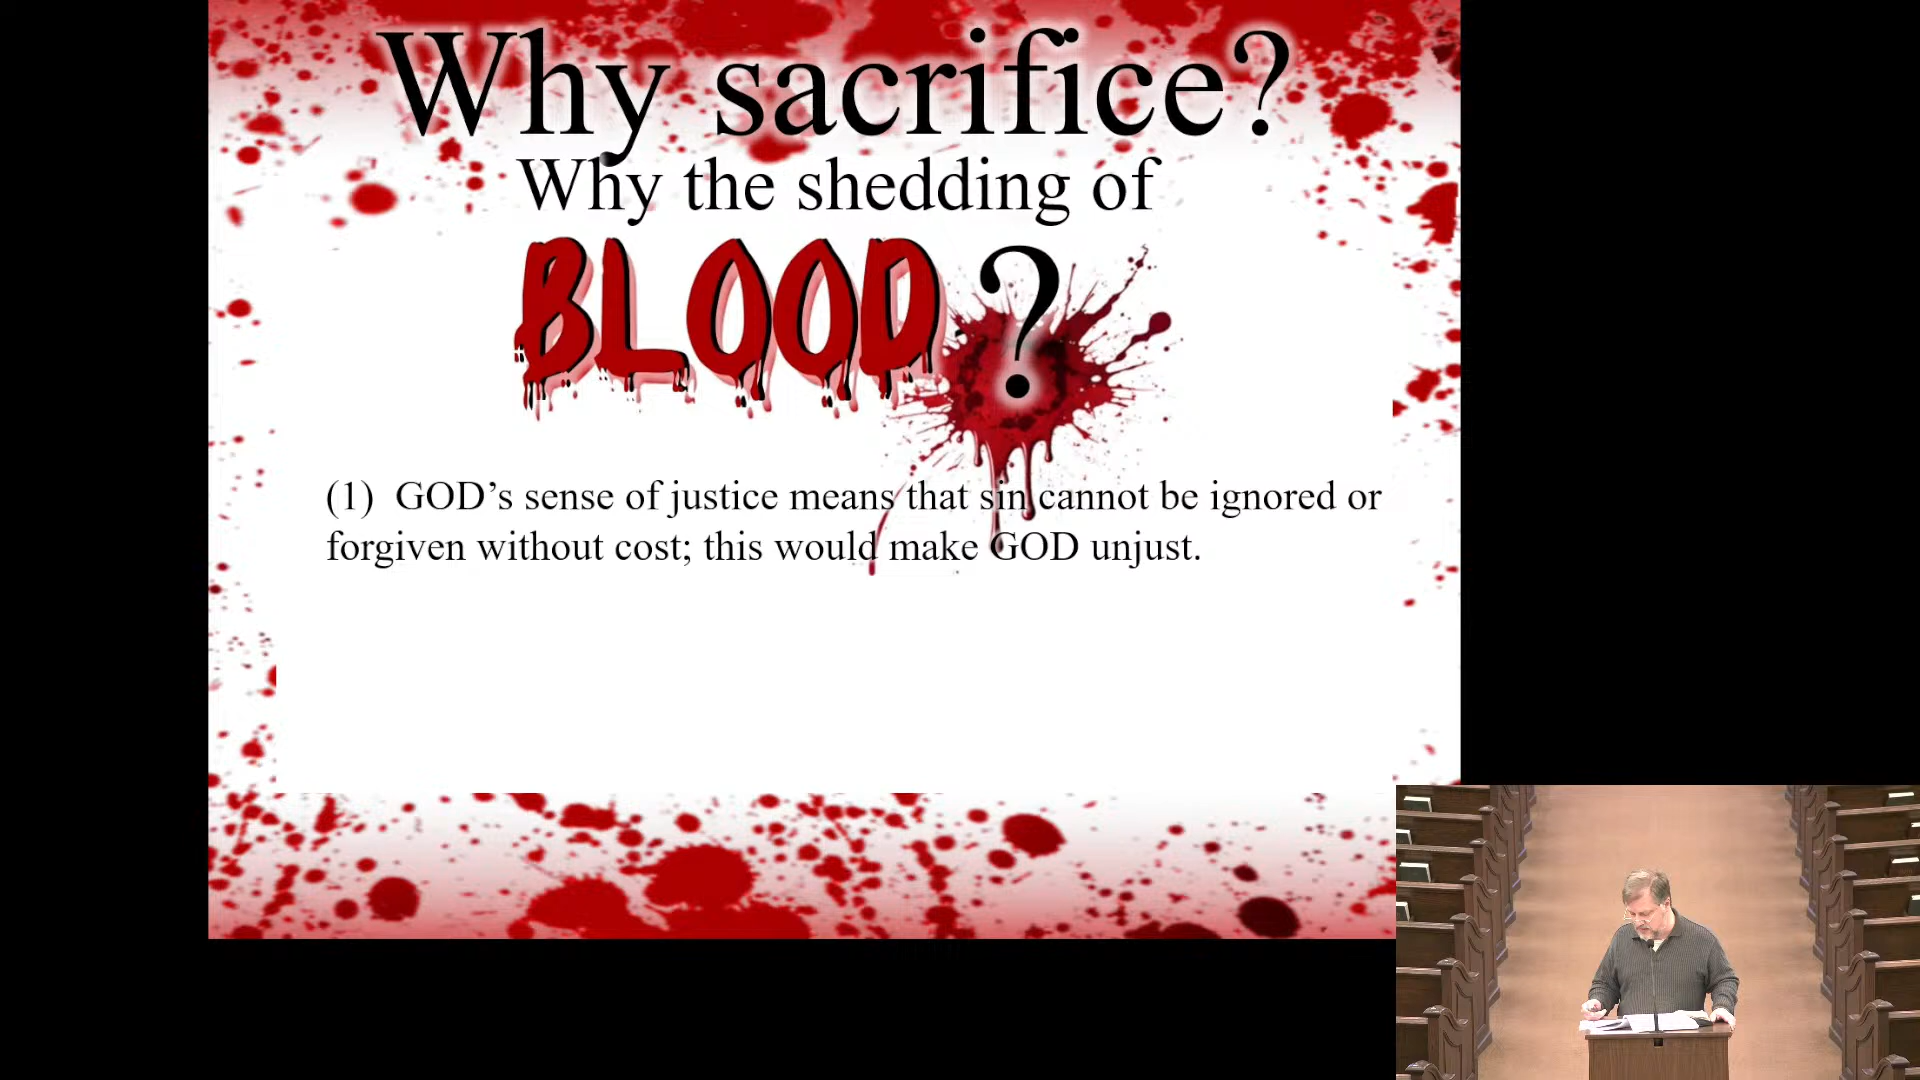 Why sacrifice?
Why the shedding of
BLOOD?
(1) GOD’s sense of justice means that sin cannot be ignored or
forgiven without cost; this would make GOD unjust.